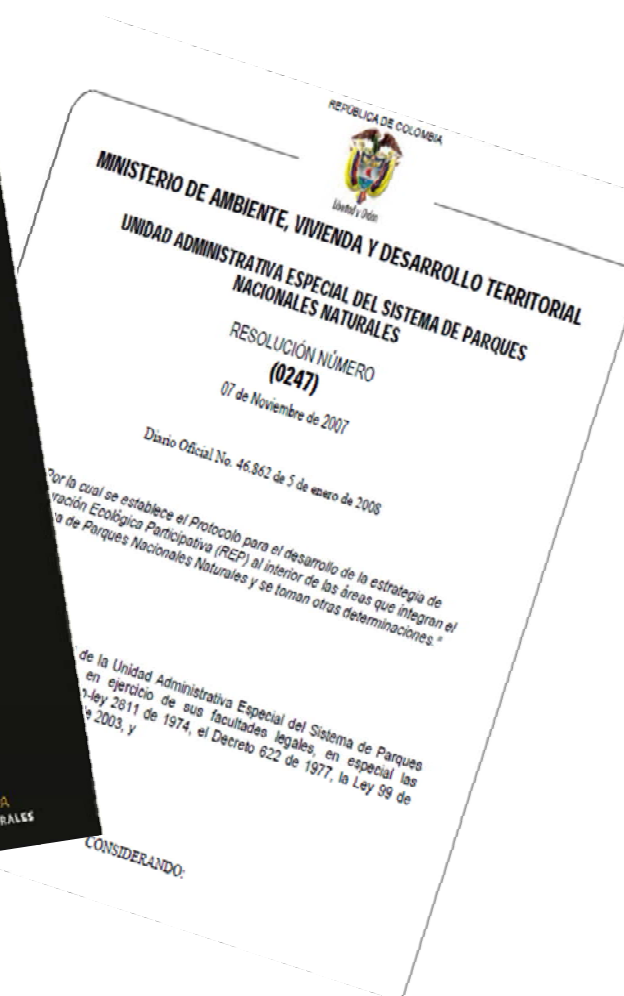 REPÚBLICA DE COLOMBIA
Libertad y Orden
MINISTERIO DE AMBIENTE, VIVIENDA Y DESARROLLO TERRITORIAL
UNIDAD ADMINISTRATIVA ESPECIAL DEL SISTEMA DE PARQUES
NACIONALES NATURALES
RESOLUCIÓN NÚMERO
(0247)
07 de Noviembre de 2007
Diario Oficial No. 46.862 de 5 de enero de 2008
Por la cual se establece el Protocolo para el desarrollo de la estrategia de
Ecológica Participativa (REP) al interior de las áreas que integran el
de Parques Nacionales Naturales y se toman otras determinaciones."
de la Unidad Administrativa Especial del Sistema de Parques
en ejercicio de sus facultades legales, en especial las
2811 de 1974, el Decreto 622 de 1977, la Ley 99 de
2003, y
CONSIDERANDO: